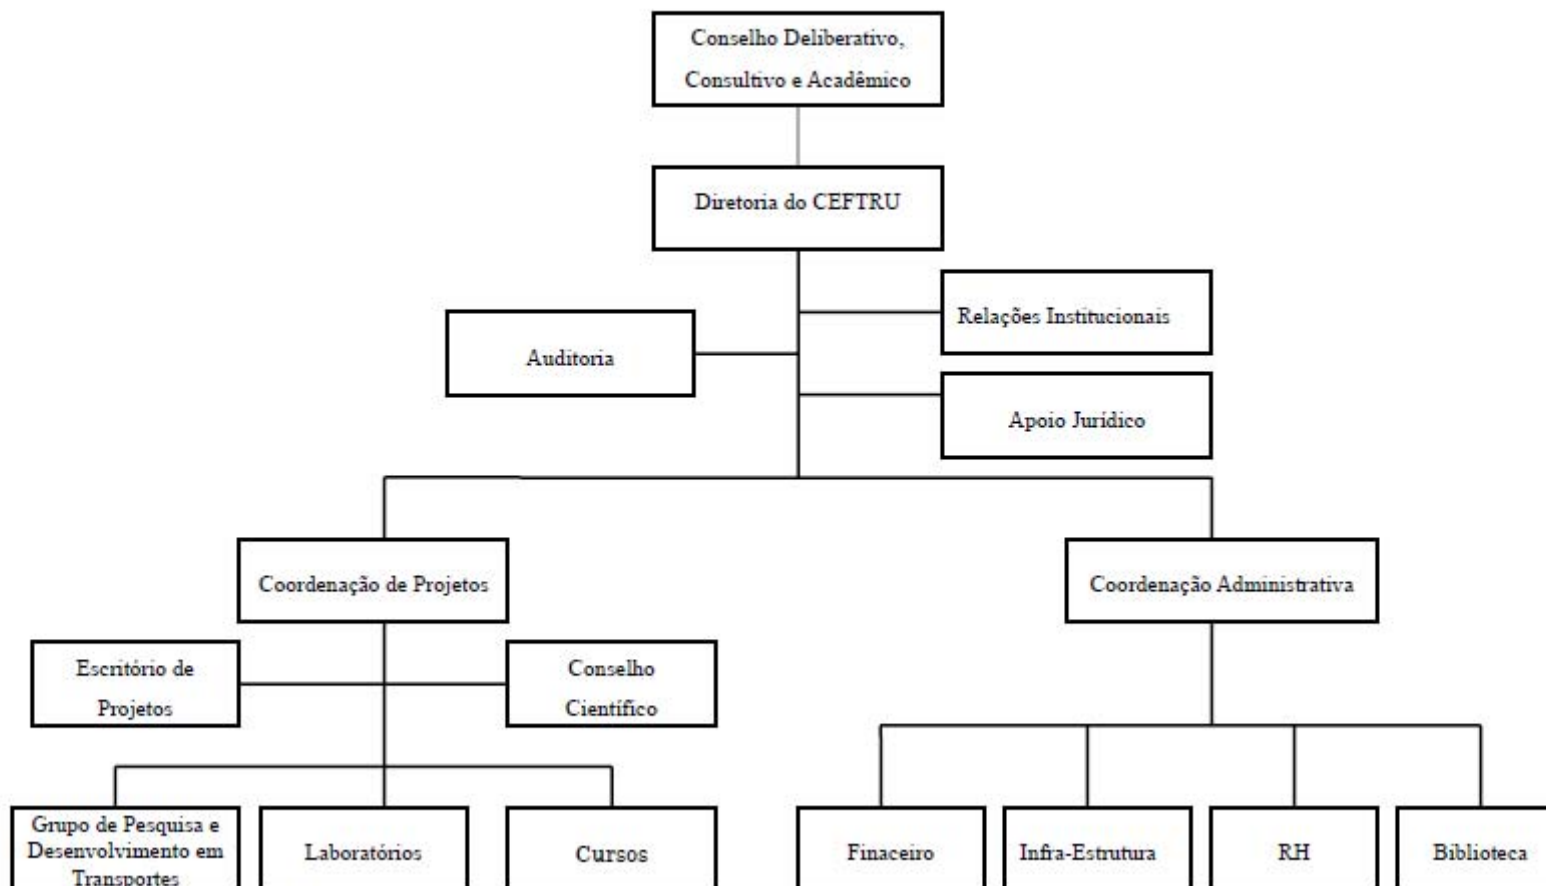 Conselho Deliberativo,
Consultivo e Acadêmico
Diretoria do CEFTRU
Relações Institucionais
Auditoria
Apoio Jurídico
Coordenação de Projetos
Coordenação Administrativa
Escritório de
Projetos
Conselho
Científico
Grupo de Pesquisa e
Desenvolvimento em
Transportes
Laboratórios
Cursos
Finaceiro
Infra-Estrutura
RH
Biblioteca